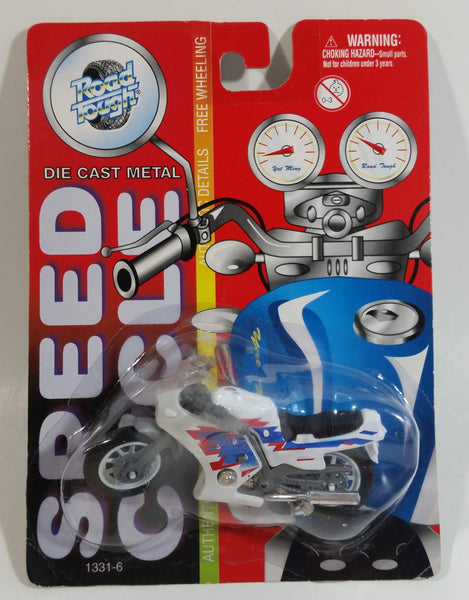 Road
Tough
DIE CAST METAL
SPEED
CYCLE
AUTHENTIC DETAILS FREE WHEELING
WARNING:
CHOKING HAZARD—Small parts.
Not for children under 3 years.
0-3
Yat Ming
Road Tough
1331-6